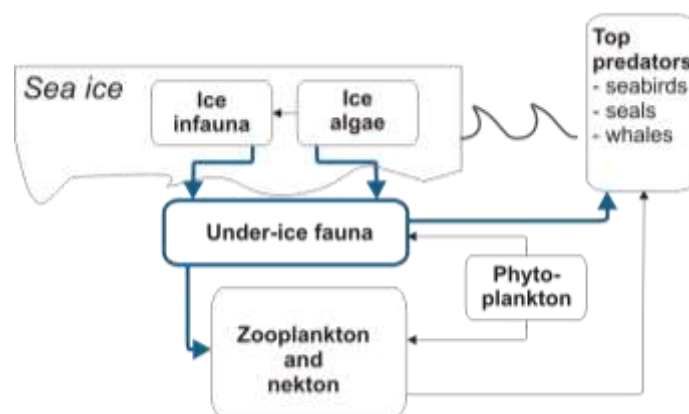 Sea ice
Ice
infauna
Ice
algae
Top
predators
- seabirds
- seals
- whales
Under-ice fauna
Phyto-
plankton
Zooplankton
and
nekton